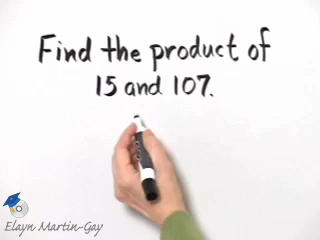 Find the product of
15 and 107.
Elayn Martin-Gay